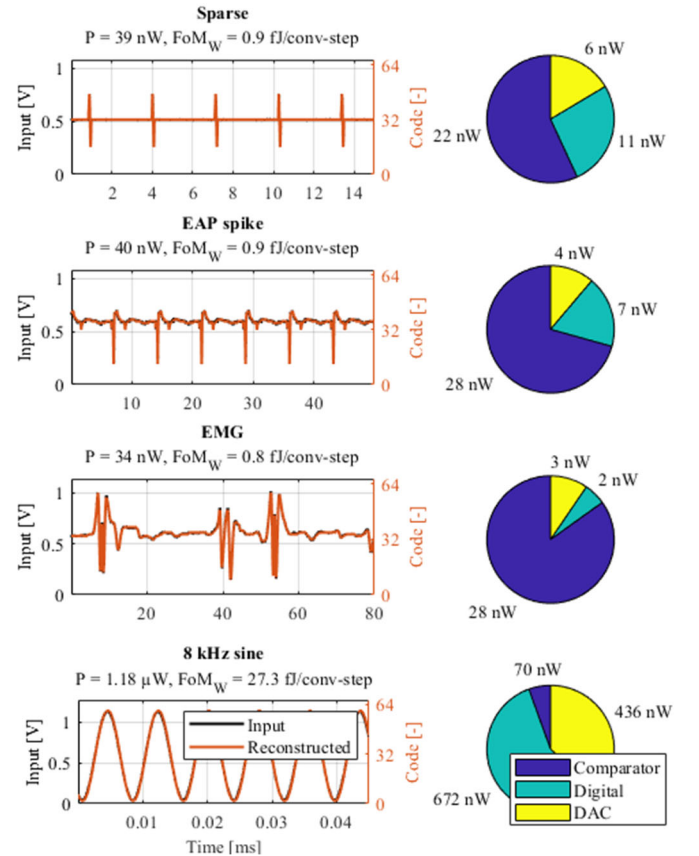 Sparse
P = 39 nW, FoM_W = 0.9 fJ/conv-step
Input [V]
1
0.5
0
2 4 6 8 10 12 14
64
32
0
Code [-]
6 nW
22 nW
11 nW
EAP spike
P = 40 nW, FoM_W = 0.9 fJ/conv-step
Input [V]
1
0.5
0
10 20 30 40
64
32
0
Code [-]
4 nW
7 nW
28 nW
EMG
P = 34 nW, FoM_W = 0.8 fJ/conv-step
Input [V]
1
0.5
0
20 40 60 80
64
32
0
Code [-]
3 nW
2 nW
28 nW
8 kHz sine
P = 1.18 µW, FoM_W = 27.3 fJ/conv-step
Input [V]
1
0.5
0
Input
Reconstructed
0.01 0.02 0.03 0.04
Time [ms]
64
32
0
Code [-]
70 nW
436 nW
672 nW
Comparator
Digital
DAC